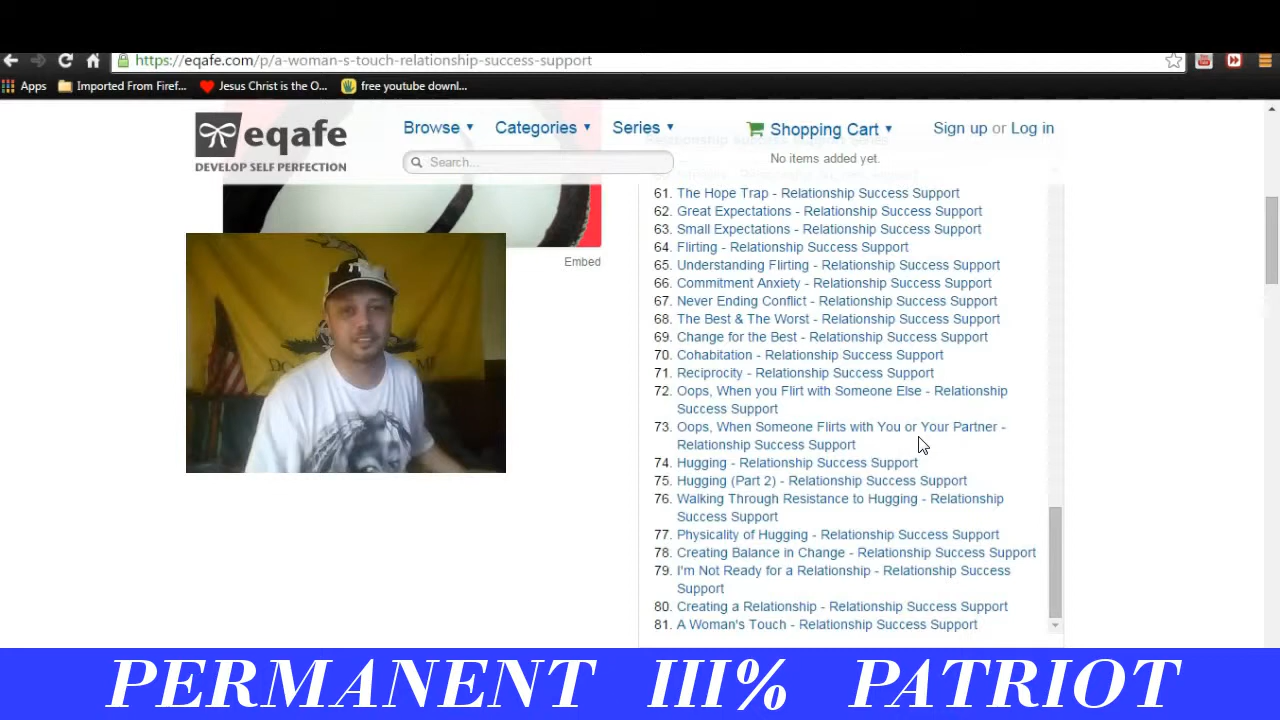 https://eqafe.com/p/a-woman-s-touch-relationship-success-support
Apps Imported From Firef... Jesus Christ is the O... free youtube downl...
eqafe
DEVELOP SELF PERFECTION
Browse Categories Series Shopping Cart Sign up or Log in
Search... No items added yet.
61. The Hope Trap - Relationship Success Support
62. Great Expectations - Relationship Success Support
63. Small Expectations - Relationship Success Support
64. Flirting - Relationship Success Support
Embed
65. Understanding Flirting - Relationship Success Support
66. Commitment Anxiety - Relationship Success Support
67. Never Ending Conflict - Relationship Success Support
68. The Best & The Worst - Relationship Success Support
69. Change for the Best - Relationship Success Support
70. Cohabitation - Relationship Success Support
71. Reciprocity - Relationship Success Support
72. Oops, When you Flirt with Someone Else - Relationship
Success Support
73. Oops, When Someone Flirts with You or Your Partner -
Relationship Success Support
74. Hugging - Relationship Success Support
75. Hugging (Part 2) - Relationship Success Support
76. Walking Through Resistance to Hugging - Relationship
Success Support
77. Physicality of Hugging - Relationship Success Support
78. Creating Balance in Change - Relationship Success Support
79. I'm Not Ready for a Relationship - Relationship Success
Support
80. Creating a Relationship - Relationship Success Support
81. A Woman's Touch - Relationship Success Support
PERMANENT III% PATRIOT